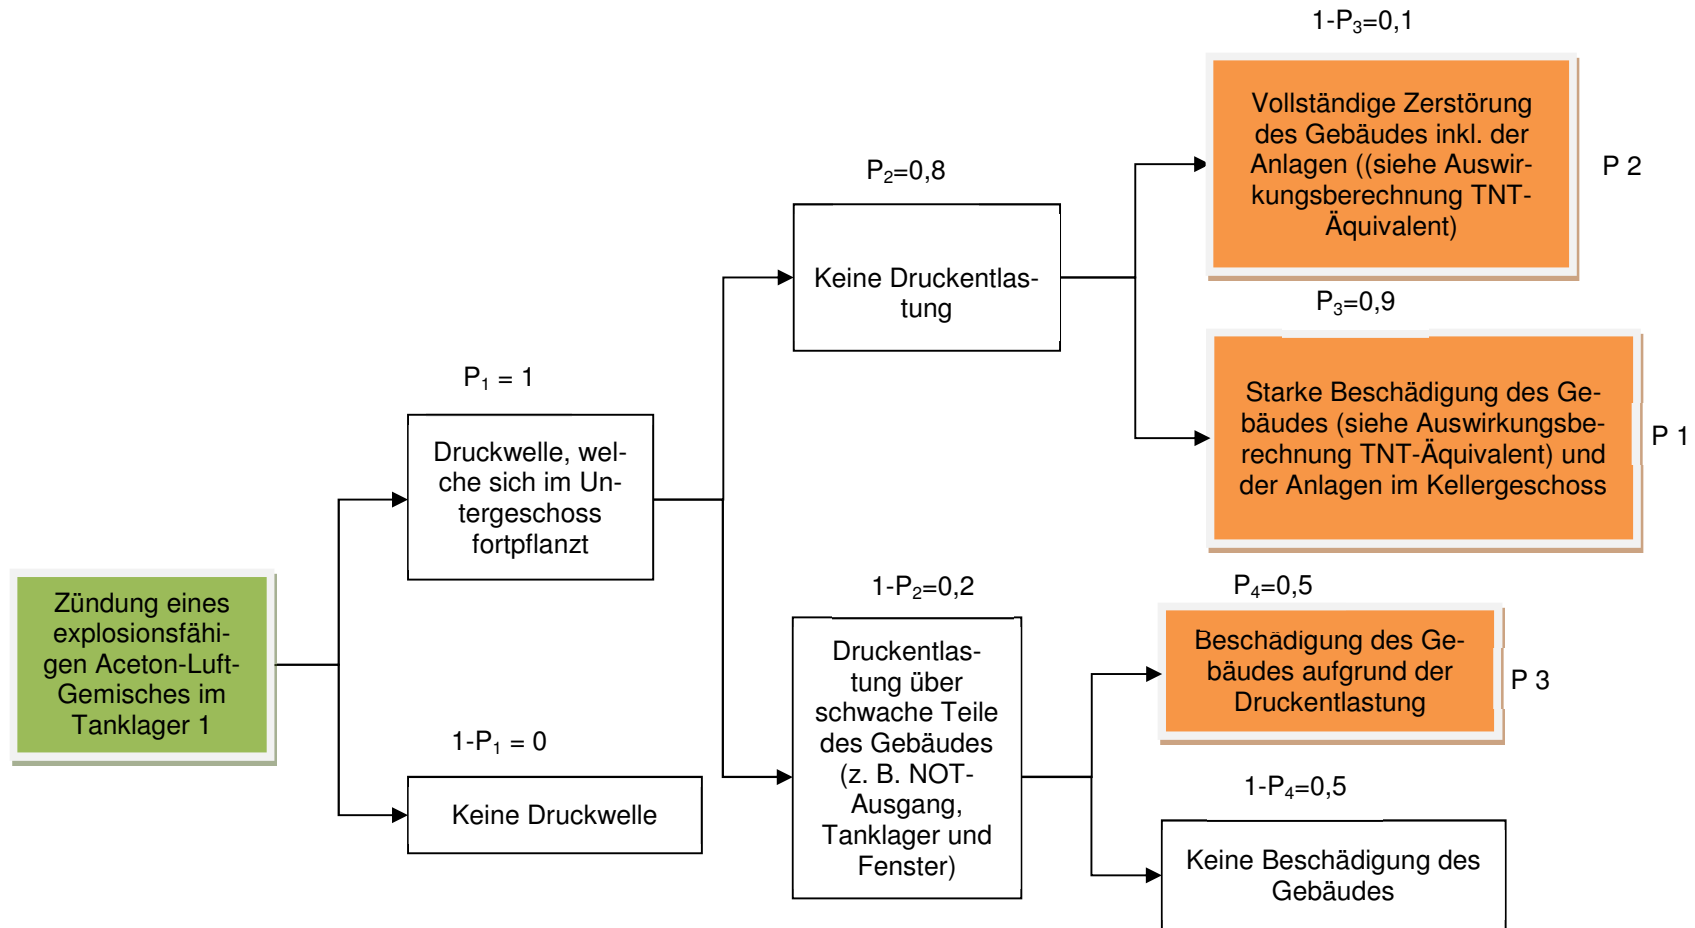 1-P₃=0,1
Vollständige Zerstörung
des Gebäudes inkl. der
Anlagen ((siehe Auswir-
kungsberechnung TNT-
Äquivalent)
P 2
P₂=0,8
Keine Druckentlas-
tung
P₃=0,9
Starke Beschädigung des Ge-
bäudes (siehe Auswirkungsbe-
rechnung TNT-Äquivalent) und
der Anlagen im Kellergeschoss
P 1
P₁ = 1
Druckwelle, wel-
che sich im Un-
tergeschoss
fortpflanzt
Zündung eines
explosionsfähi-
gen Aceton-Luft-
Gemisches im
Tanklager 1
1-P₁ = 0
Keine Druckwelle
1-P₂=0,2
Druckentlas-
tung über
schwache Teile
des Gebäudes
(z. B. NOT-
Ausgang,
Tanklager und
Fenster)
P₄=0,5
Beschädigung des Ge-
bäudes aufgrund der
Druckentlastung
P 3
1-P₄=0,5
Keine Beschädigung des
Gebäudes